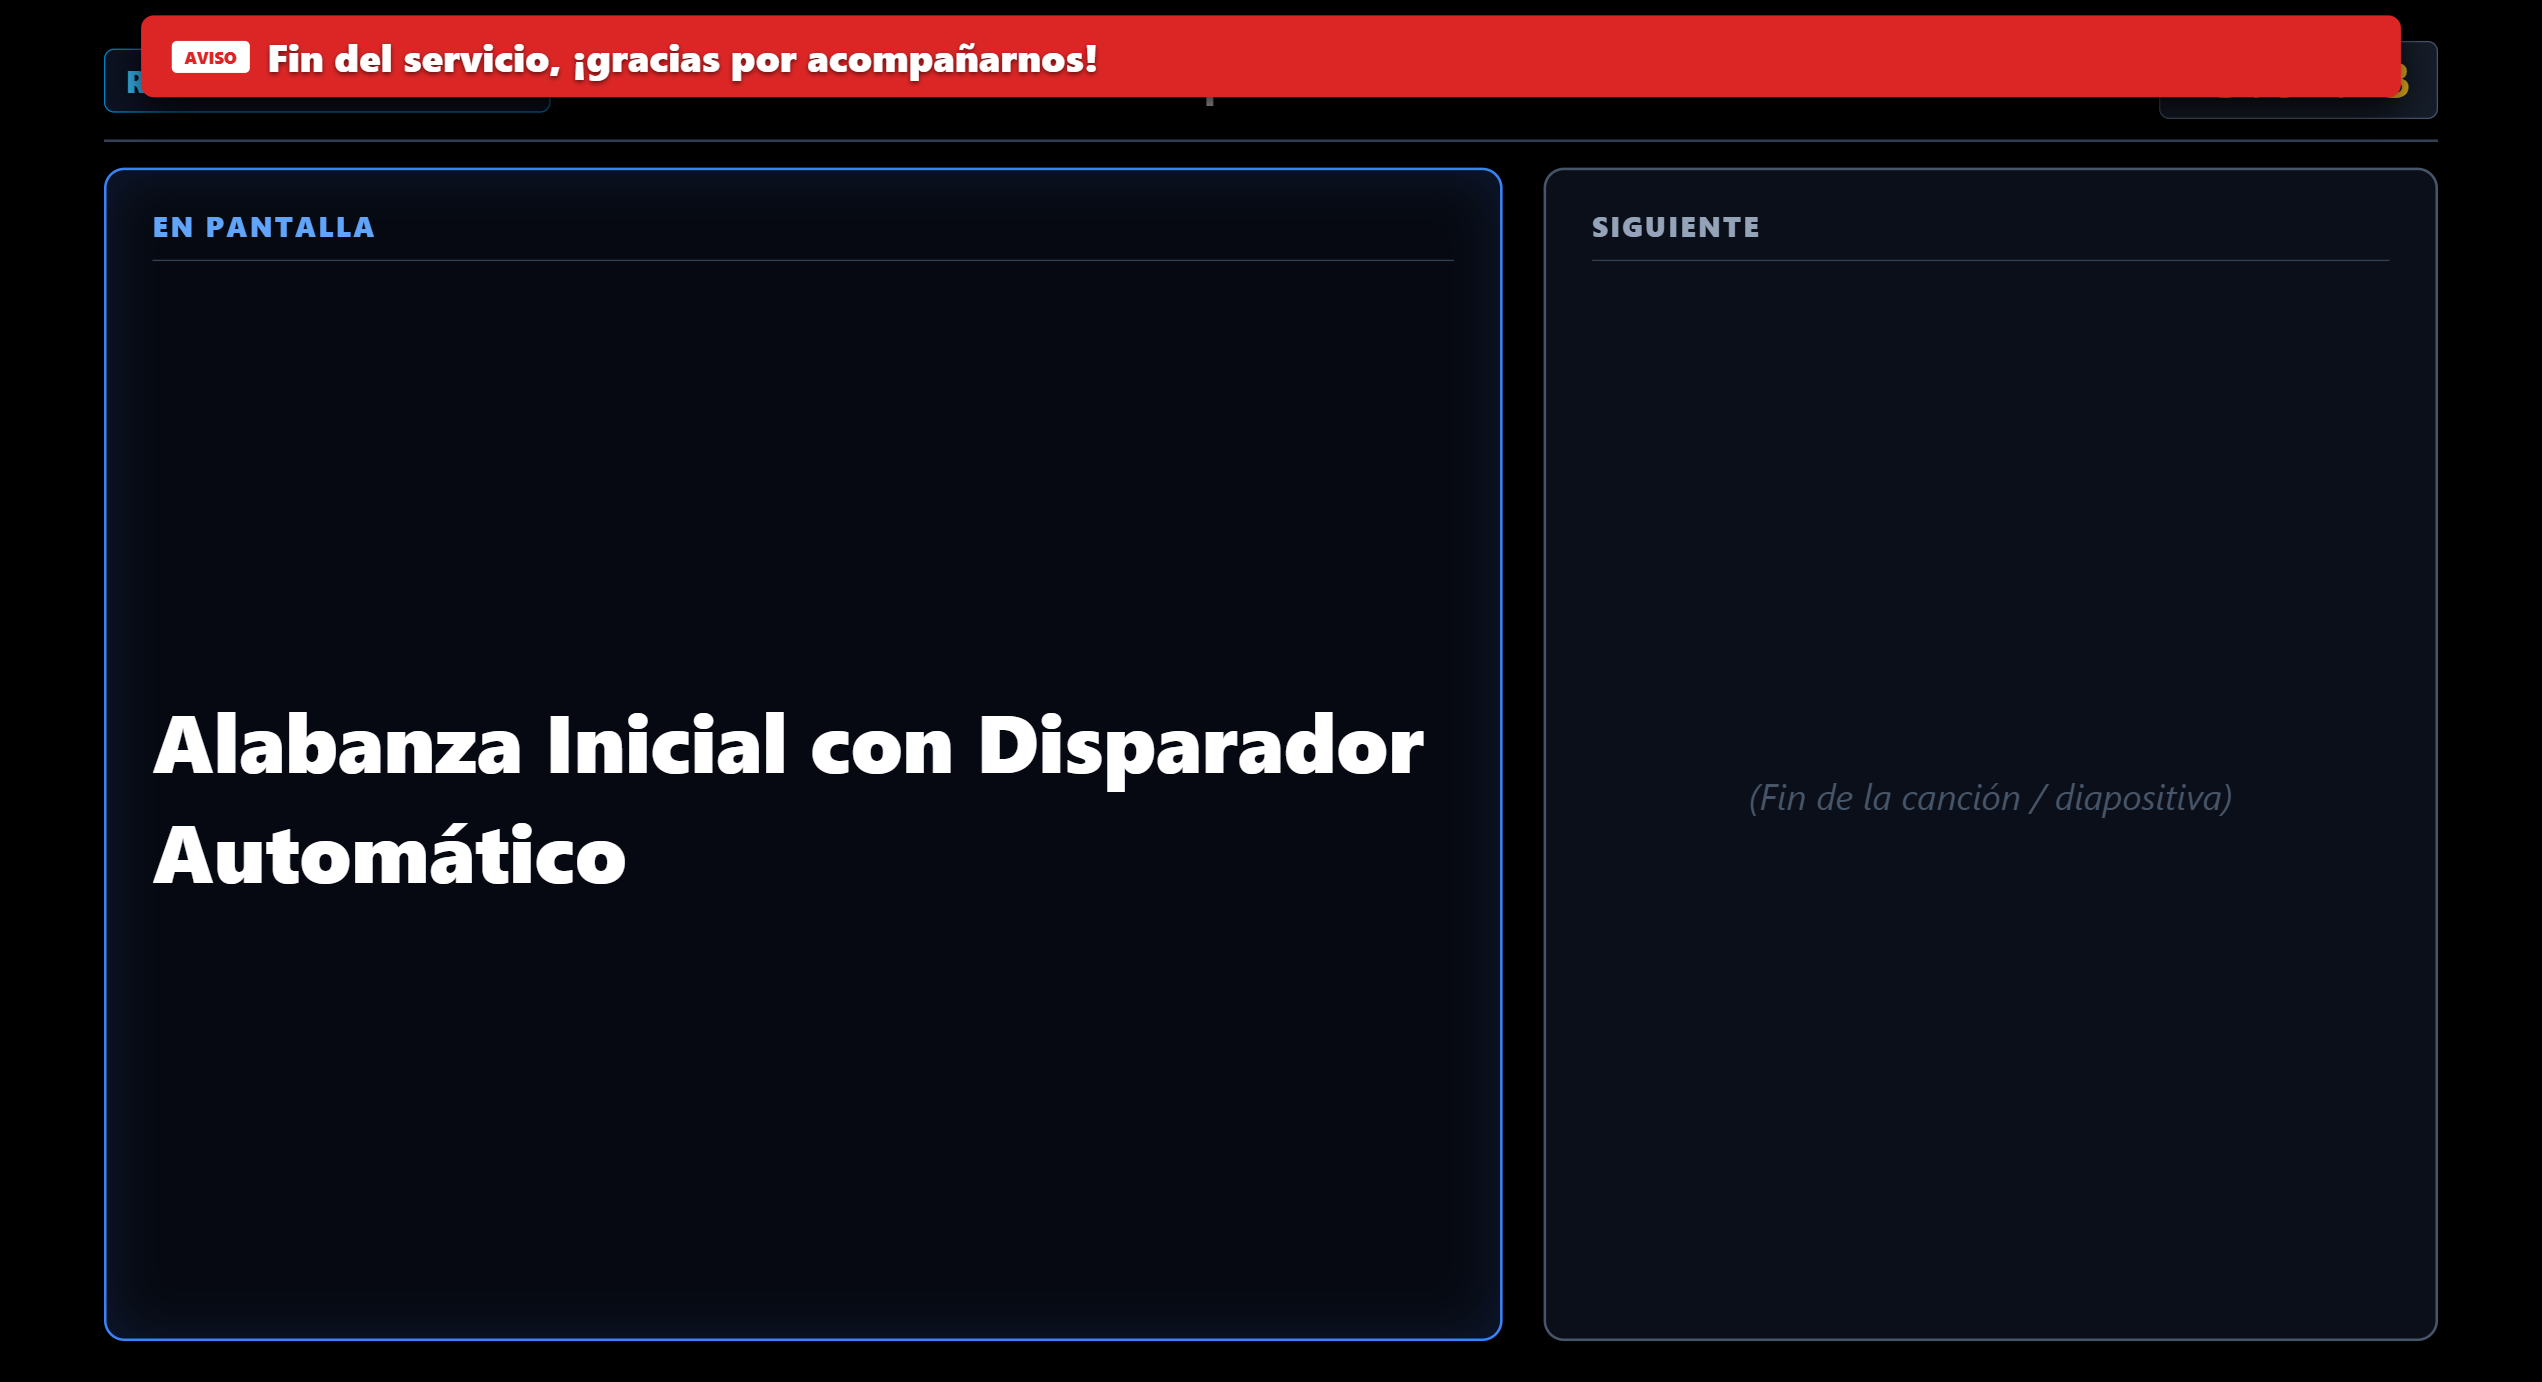 AVISO Fin del servicio, ¡gracias por acompañarnos!
EN PANTALLA
Alabanza Inicial con Disparador
Automático
SIGUIENTE
(Fin de la canción / diapositiva)